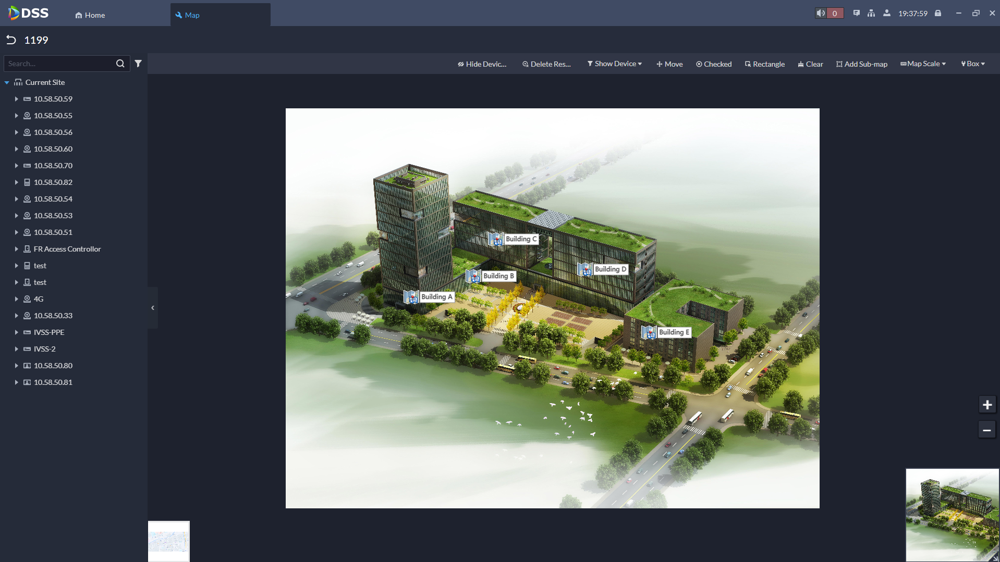 DSS
Home
Map
0
19:37:59
1199
Search...
Hide Devic...
Delete Res...
Show Device
Move
Checked
Rectangle
Clear
Add Sub-map
Map Scale
Box
Current Site
10.58.50.59
10.58.50.55
10.58.50.56
10.58.50.60
10.58.50.70
10.58.50.82
10.58.50.54
10.58.50.53
10.58.50.51
FR Access Controllor
test
test
4G
10.58.50.33
IVSS-PPE
IVSS-2
10.58.50.80
10.58.50.81
Building C
Building D
Building B
Building A
Building E